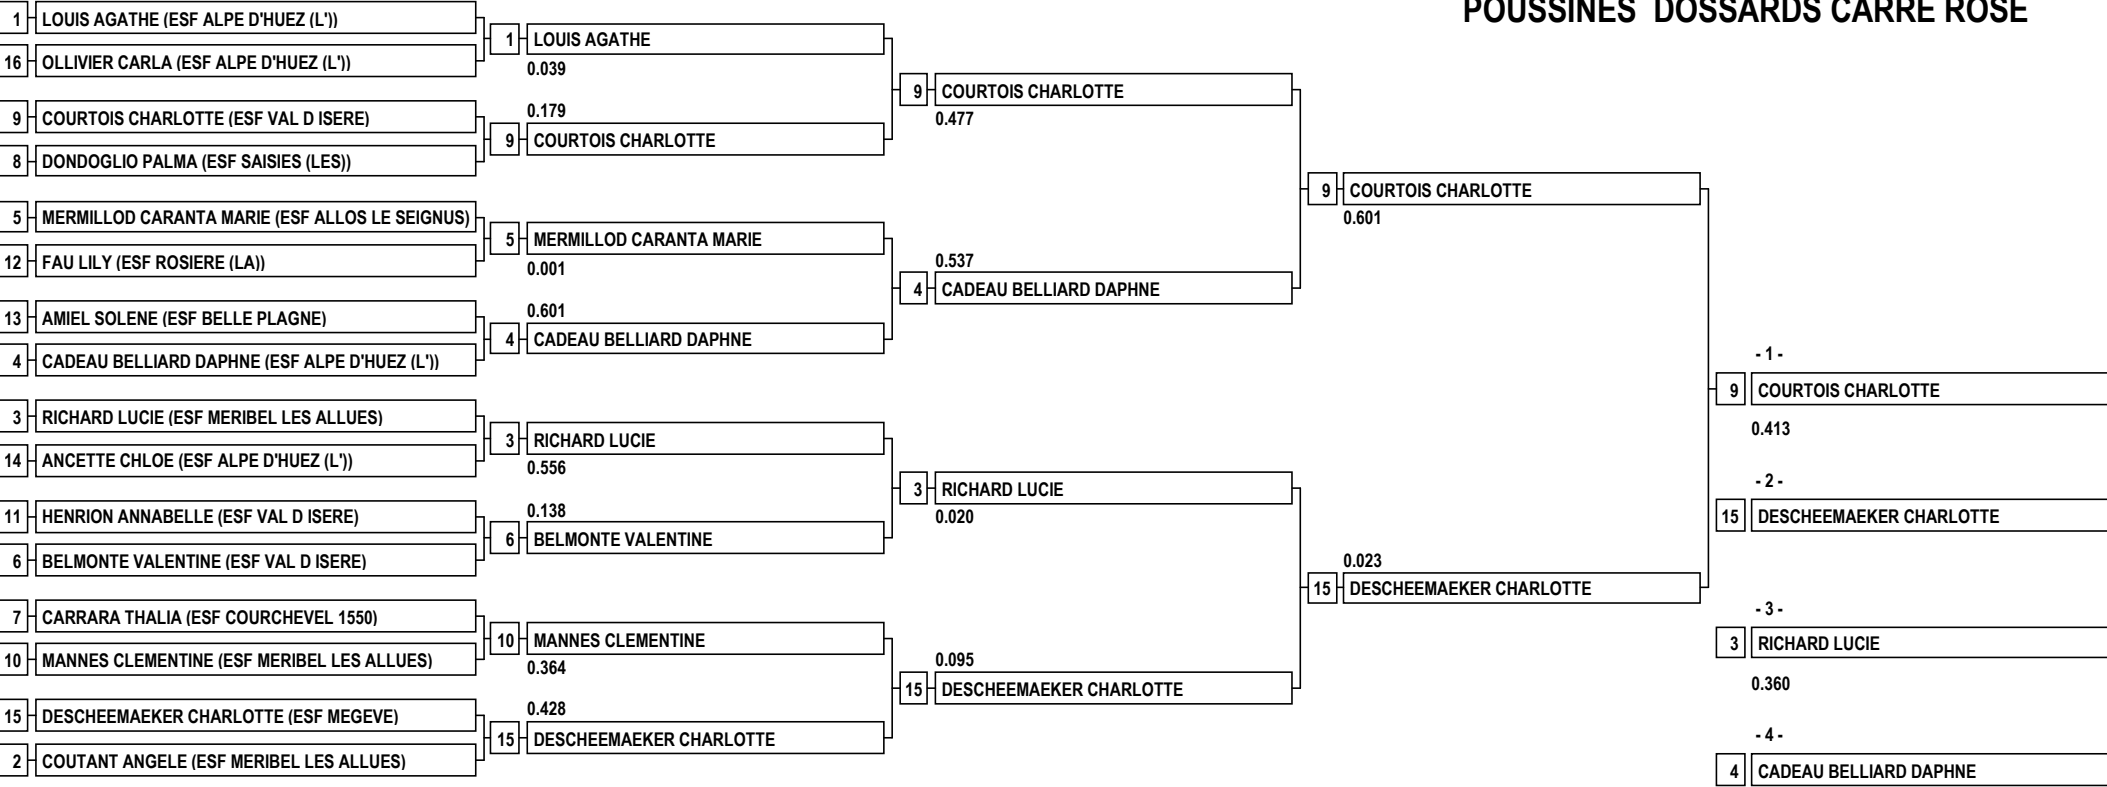 POUSSINES DOSSARDS CARRE ROSE
1 LOUIS AGATHE (ESF ALPE D'HUEZ (L'))
16 OLLIVIER CARLA (ESF ALPE D'HUEZ (L'))
9 COURTOIS CHARLOTTE (ESF VAL D ISERE)
8 DONDOGLIO PALMA (ESF SAISIES (LES))
5 MERMILLOD CARANTA MARIE (ESF ALLOS LE SEIGNUS)
12 FAU LILY (ESF ROSIERE (LA))
13 AMIEL SOLENE (ESF BELLE PLAGNE)
4 CADEAU BELLIARD DAPHNE (ESF ALPE D'HUEZ (L'))
3 RICHARD LUCIE (ESF MERIBEL LES ALLUES)
14 ANCETTE CHLOE (ESF ALPE D'HUEZ (L'))
11 HENRION ANNABELLE (ESF VAL D ISERE)
6 BELMONTE VALENTINE (ESF VAL D ISERE)
7 CARRARA THALIA (ESF COURCHEVEL 1550)
10 MANNES CLEMENTINE (ESF MERIBEL LES ALLUES)
15 DESCHEEMAEKER CHARLOTTE (ESF MEGEVE)
2 COUTANT ANGELE (ESF MERIBEL LES ALLUES)
1 LOUIS AGATHE
0.039
0.179
9 COURTOIS CHARLOTTE
5 MERMILLOD CARANTA MARIE
0.001
0.601
4 CADEAU BELLIARD DAPHNE
3 RICHARD LUCIE
0.556
0.138
6 BELMONTE VALENTINE
10 MANNES CLEMENTINE
0.364
0.428
15 DESCHEEMAEKER CHARLOTTE
9 COURTOIS CHARLOTTE
0.477
0.537
4 CADEAU BELLIARD DAPHNE
3 RICHARD LUCIE
0.020
0.095
15 DESCHEEMAEKER CHARLOTTE
9 COURTOIS CHARLOTTE
0.601
0.023
15 DESCHEEMAEKER CHARLOTTE
- 1 -
9 COURTOIS CHARLOTTE
0.413
- 2 -
15 DESCHEEMAEKER CHARLOTTE
- 3 -
3 RICHARD LUCIE
0.360
- 4 -
4 CADEAU BELLIARD DAPHNE